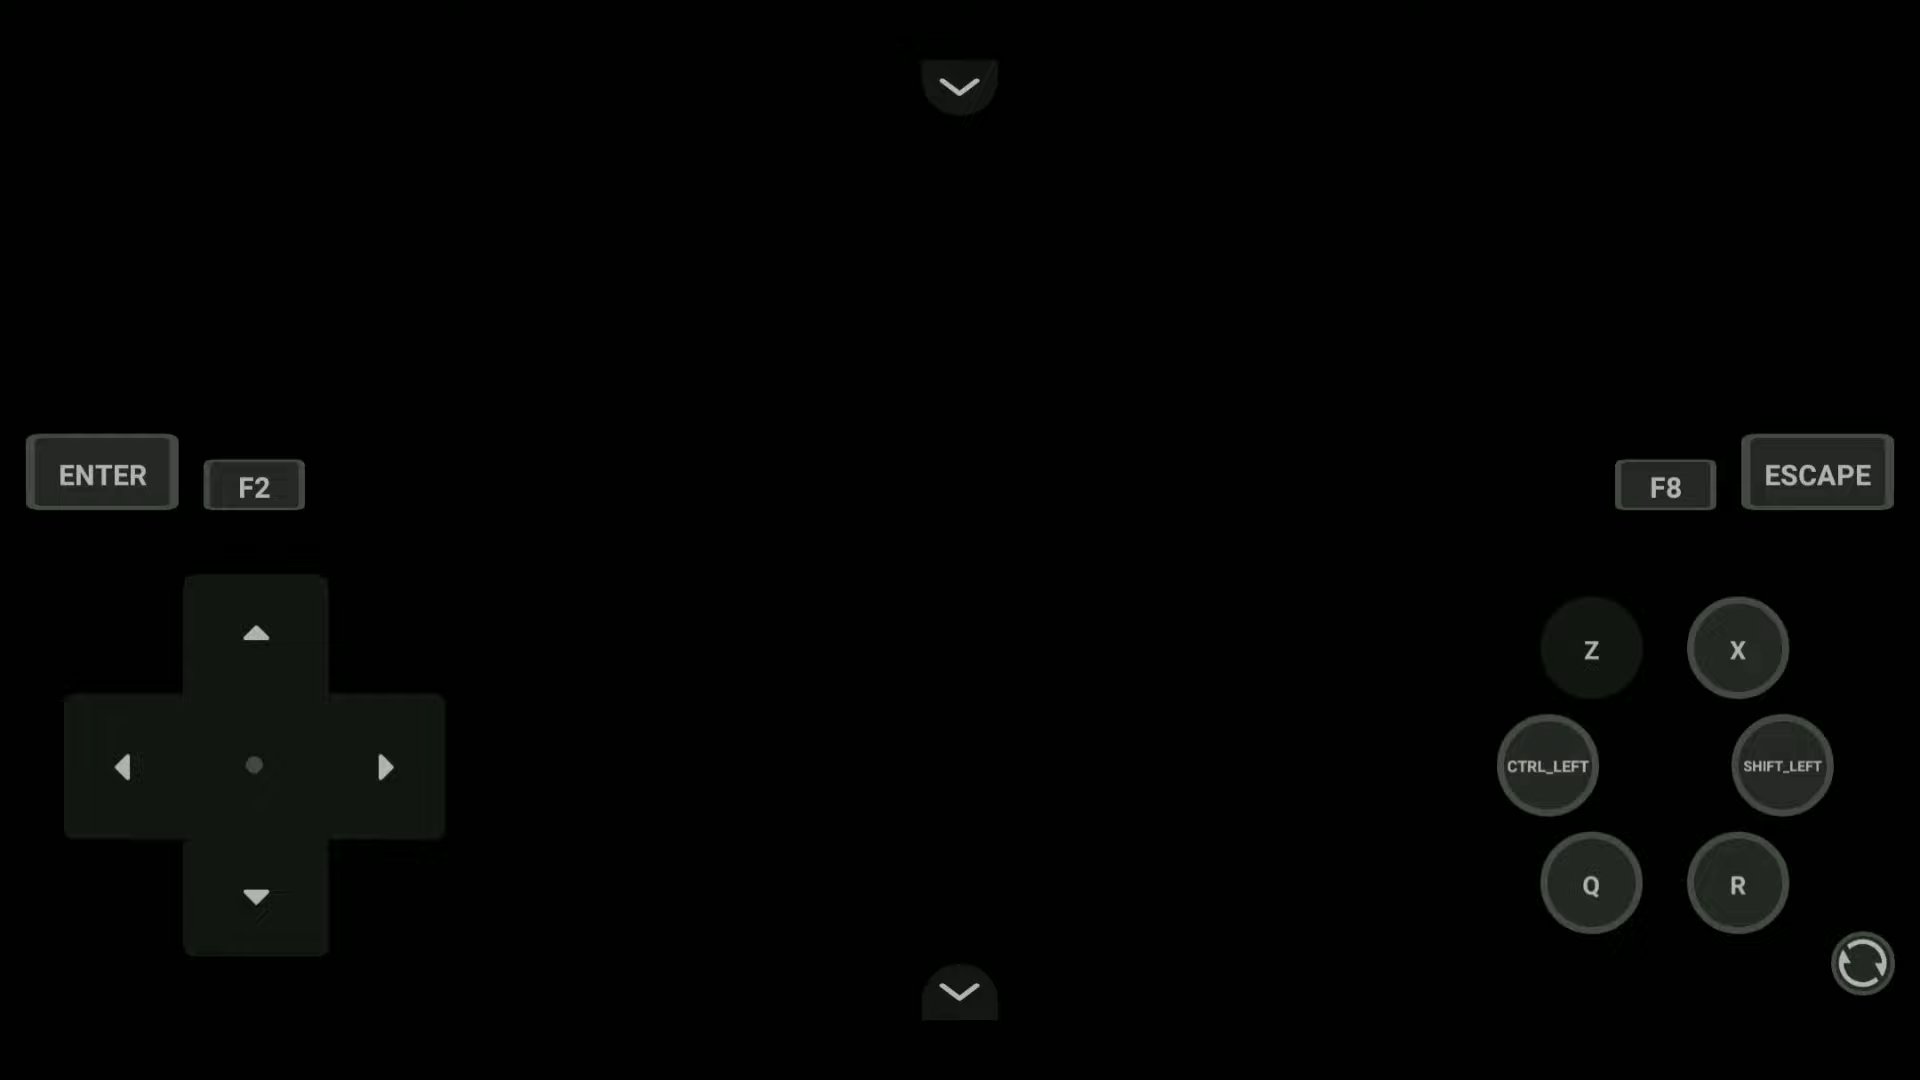 ENTER
F2
F8
ESCAPE
Z
X
CTRL_LEFT
SHIFT_LEFT
Q
R